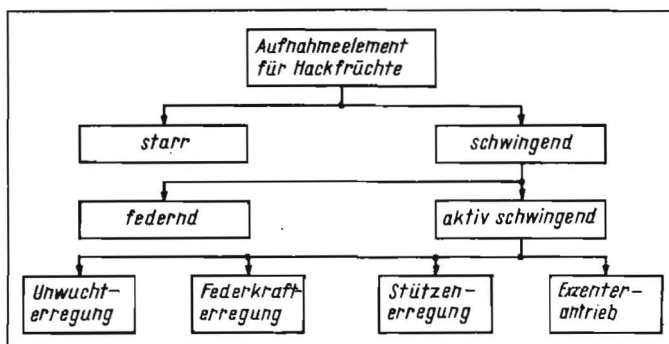 Aufnahmeelement
für Hackfrüchte
starr
schwingend
federnd
aktiv schwingend
Unwucht-
erregung
Federkraft-
erregung
Stützen-
erregung
Exzenter-
antrieb